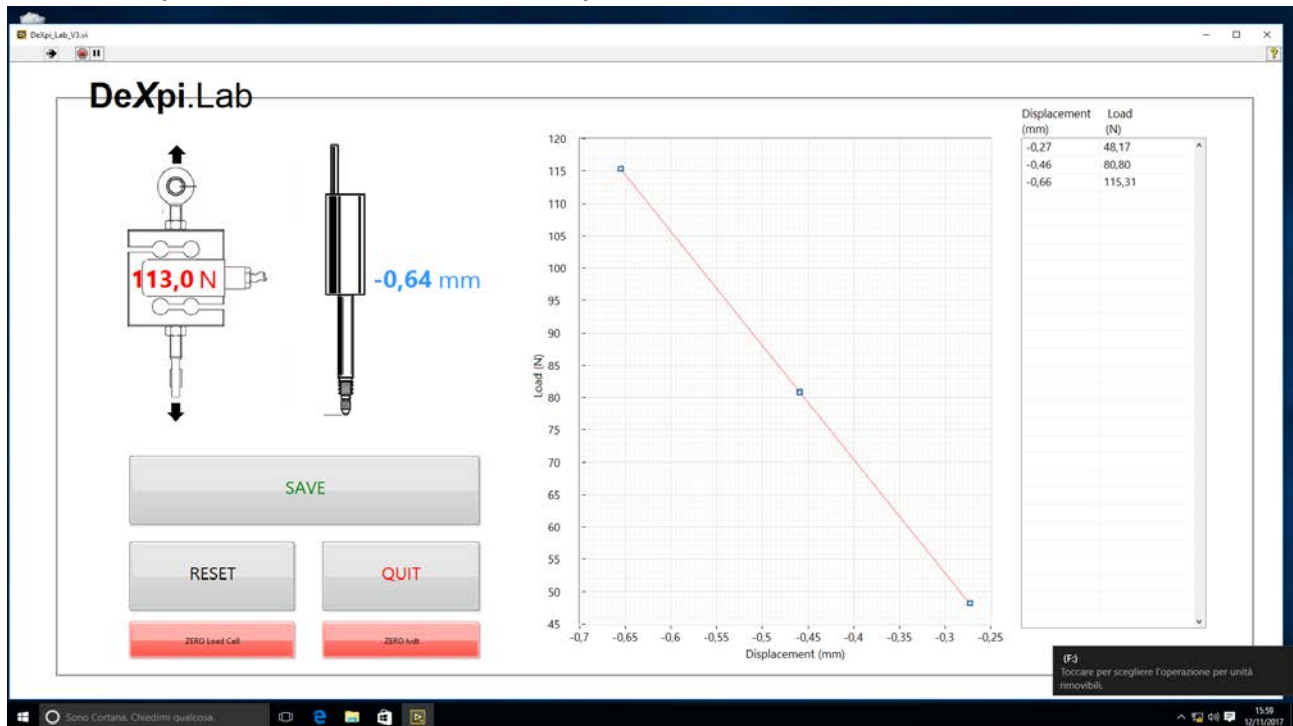 DeXpi_Lab_V3.vi
DeXpi.Lab
113,0 N
-0,64 mm
SAVE
RESET
QUIT
ZERO Load Cell
ZERO lvdt
120
115
110
105
100
95
90
85
80
75
70
65
60
55
50
45
Load (N)
-0,7 -0,65 -0,6 -0,55 -0,5 -0,45 -0,4 -0,35 -0,3 -0,25
Displacement (mm)
Displacement Load
(mm) (N)
-0,27 48,17
-0,46 80,80
-0,66 115,31
(F:)
Toccare per scegliere l'operazione per unità
rimovibili.
Sono Cortana. Chiedimi qualcosa.
15:59
12/11/2017